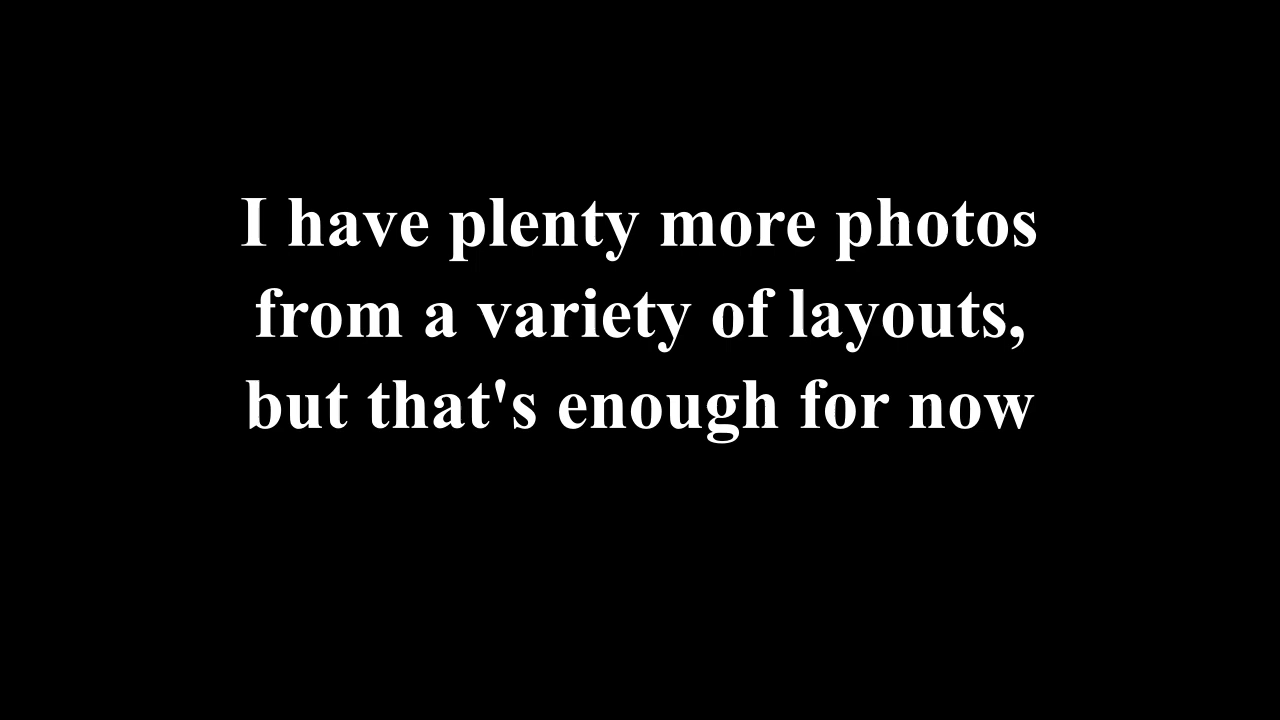 I have plenty more photos
from a variety of layouts,
but that's enough for now